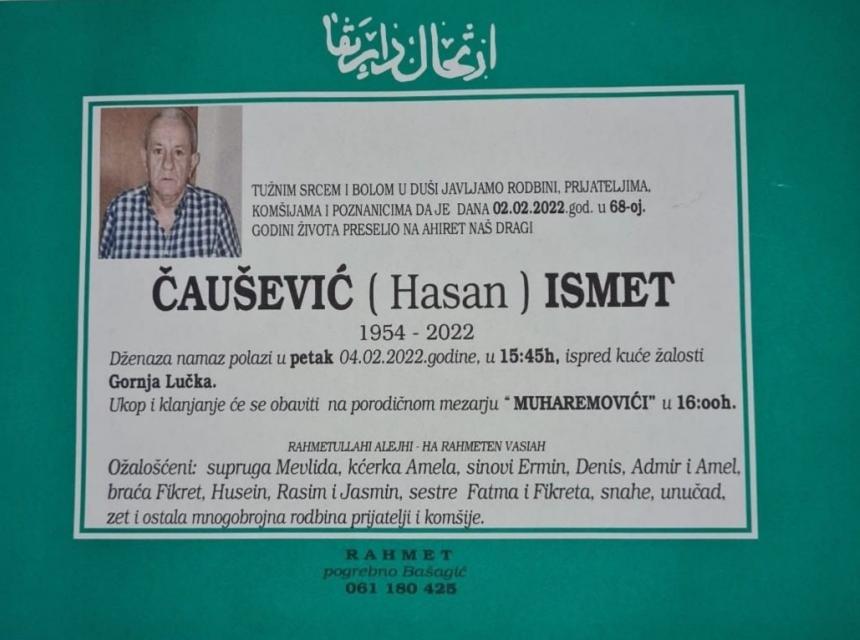 ارتحال دار بقا
TUŽNIM SRCEM I BOLOM U DUŠI JAVLJAMO RODBINI, PRIJATELJIMA,
KOMŠIJAMA I POZNANICIMA DA JE DANA 02.02.2022.god. u 68-oj.
GODINI ŽIVOTA PRESELIO NA AHIRET NAŠ DRAGI
ČAUŠEVIĆ ( Hasan ) ISMET
1954 - 2022
Dženaza namaz polazi u petak 04.02.2022.godine, u 15:45h, ispred kuće žalosti
Gornja Lučka.
Ukop i klanjanje će se obaviti na porodičnom mezarju “ MUHAREMOVIĆI” u 16:ooh.
RAHMETULLAHI ALEJHI - HA RAHMETEN VASIAH
Ožalošćeni: supruga Mevlida, kćerka Amela, sinovi Ermin, Denis, Admir i Amel,
braća Fikret, Husein, Rasim i Jasmin, sestre Fatma i Fikreta, snahe, unučad,
zet i ostala mnogobrojna rodbina prijatelji i komšije.
RAHMET
pogrebno Bašagić
061 180 425